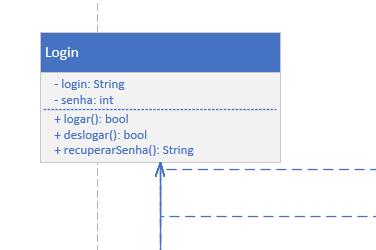 Login
- login: String
- senha: int
+ logar(): bool
+ deslogar(): bool
+ recuperarSenha(): String